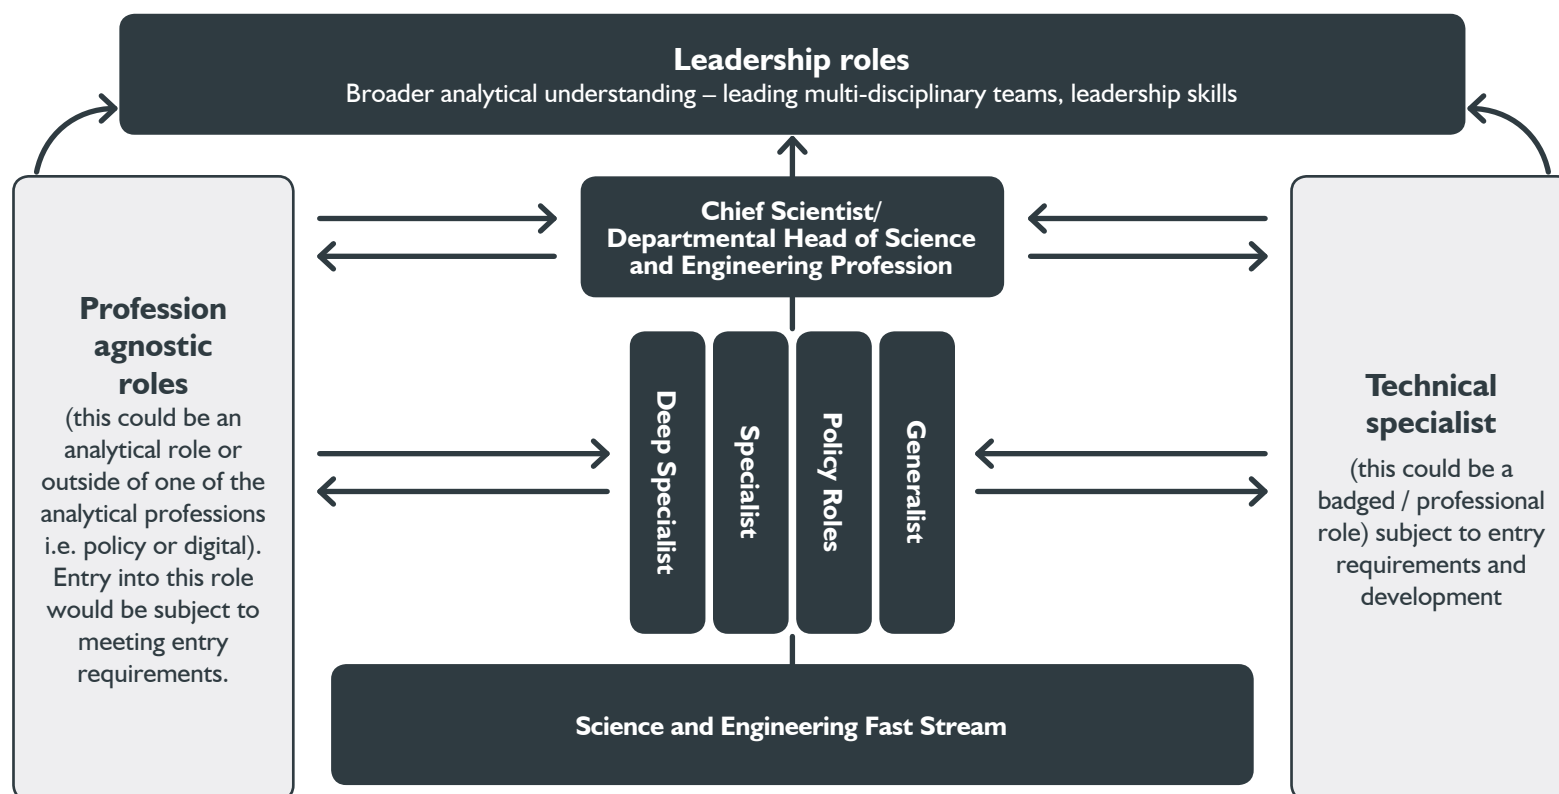 Leadership roles
Broader analytical understanding – leading multi-disciplinary teams, leadership skills
Chief Scientist/
Departmental Head of Science
and Engineering Profession
Profession
agnostic
roles
(this could be an
analytical role or
outside of one of the
analytical professions
i.e. policy or digital).
Entry into this role
would be subject to
meeting entry
requirements.
Deep Specialist
Specialist
Policy Roles
Generalist
Technical
specialist
(this could be a
badged / professional
role) subject to entry
requirements and
development
Science and Engineering Fast Stream